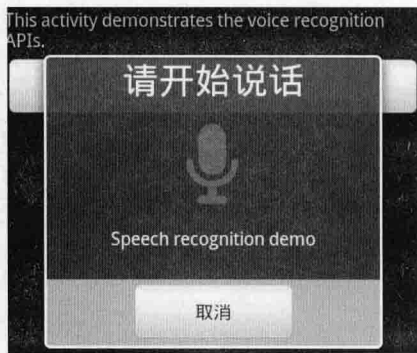 This activity demonstrates the voice recognition
APIs.
请开始说话
Speech recognition demo
取消